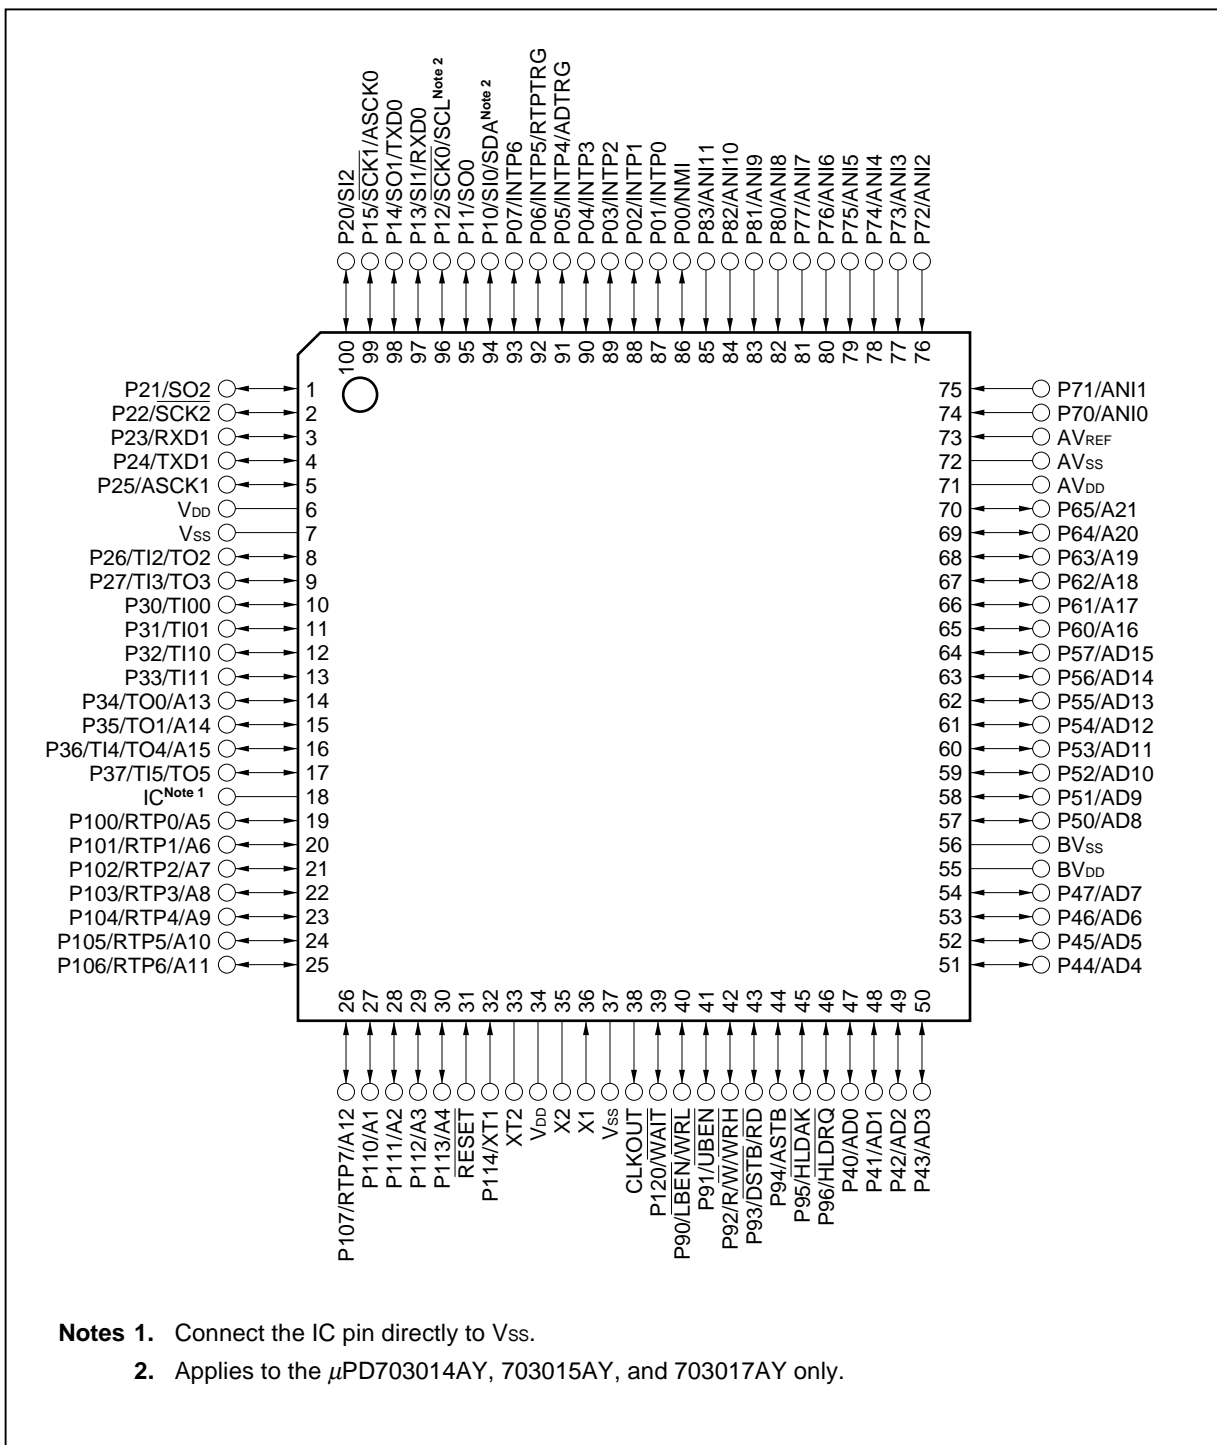 P20/SI2
P15/SCK1/ASCK0
P14/SO1/TXD0
P13/SI1/RXD0
P12/SCK0/SCL Note 2
P11/SO0
P10/SI0/SDA Note 2
P07/INTP6
P06/INTP5/RTPTRG
P05/INTP4/ADTRG
P04/INTP3
P03/INTP2
P02/INTP1
P01/INTP0
P00/NMI
P83/ANI11
P82/ANI10
P81/ANI9
P80/ANI8
P77/ANI7
P76/ANI6
P75/ANI5
P74/ANI4
P73/ANI3
P72/ANI2
100 99 98 97 96 95 94 93 92 91 90 89 88 87 86 85 84 83 82 81 80 79 78 77 76
P21/SO2 1
P22/SCK2 2
P23/RXD1 3
P24/TXD1 4
P25/ASCK1 5
VDD 6
VSS 7
P26/TI2/TO2 8
P27/TI3/TO3 9
P30/TI00 10
P31/TI01 11
P32/TI10 12
P33/TI11 13
P34/TO0/A13 14
P35/TO1/A14 15
P36/TI4/TO4/A15 16
P37/TI5/TO5 17
IC Note 1 18
P100/RTP0/A5 19
P101/RTP1/A6 20
P102/RTP2/A7 21
P103/RTP3/A8 22
P104/RTP4/A9 23
P105/RTP5/A10 24
P106/RTP6/A11 25
75 P71/ANI1
74 P70/ANI0
73 AVREF
72 AVSS
71 AVDD
70 P65/A21
69 P64/A20
68 P63/A19
67 P62/A18
66 P61/A17
65 P60/A16
64 P57/AD15
63 P56/AD14
62 P55/AD13
61 P54/AD12
60 P53/AD11
59 P52/AD10
58 P51/AD9
57 P50/AD8
56 BVSS
55 BVDD
54 P47/AD7
53 P46/AD6
52 P45/AD5
51 P44/AD4
26 27 28 29 30 31 32 33 34 35 36 37 38 39 40 41 42 43 44 45 46 47 48 49 50
P107/RTP7/A12
P110/A1
P111/A2
P112/A3
P113/A4
RESET
P114/XT1
XT2
VDD
X2
X1
VSS
CLKOUT
P120/WAIT
P90/LBEN/WRL
P91/UBEN
P92/R/W/WRH
P93/DSTB/RD
P94/ASTB
P95/HLDAK
P96/HLDRQ
P40/AD0
P41/AD1
P42/AD2
P43/AD3
Notes 1. Connect the IC pin directly to VSS.
2. Applies to the μPD703014AY, 703015AY, and 703017AY only.